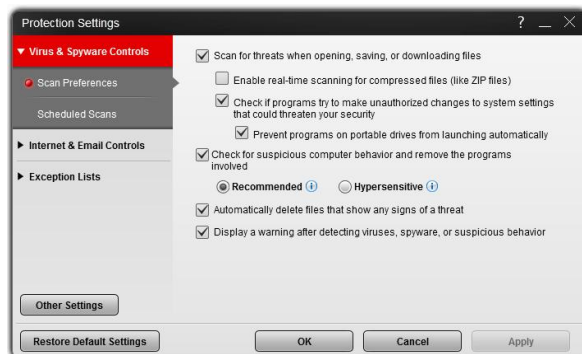 Protection Settings
?
Virus & Spyware Controls
Scan Preferences
Scheduled Scans
Internet & Email Controls
Exception Lists
Other Settings
Scan for threats when opening, saving, or downloading files
Enable real-time scanning for compressed files (like ZIP files)
Check if programs try to make unauthorized changes to system settings
that could threaten your security
Prevent programs on portable drives from launching automatically
Check for suspicious computer behavior and remove the programs
involved
Recommended i Hypersensitive i
Automatically delete files that show any signs of a threat
Display a warning after detecting viruses, spyware, or suspicious behavior
Restore Default Settings OK Cancel Apply